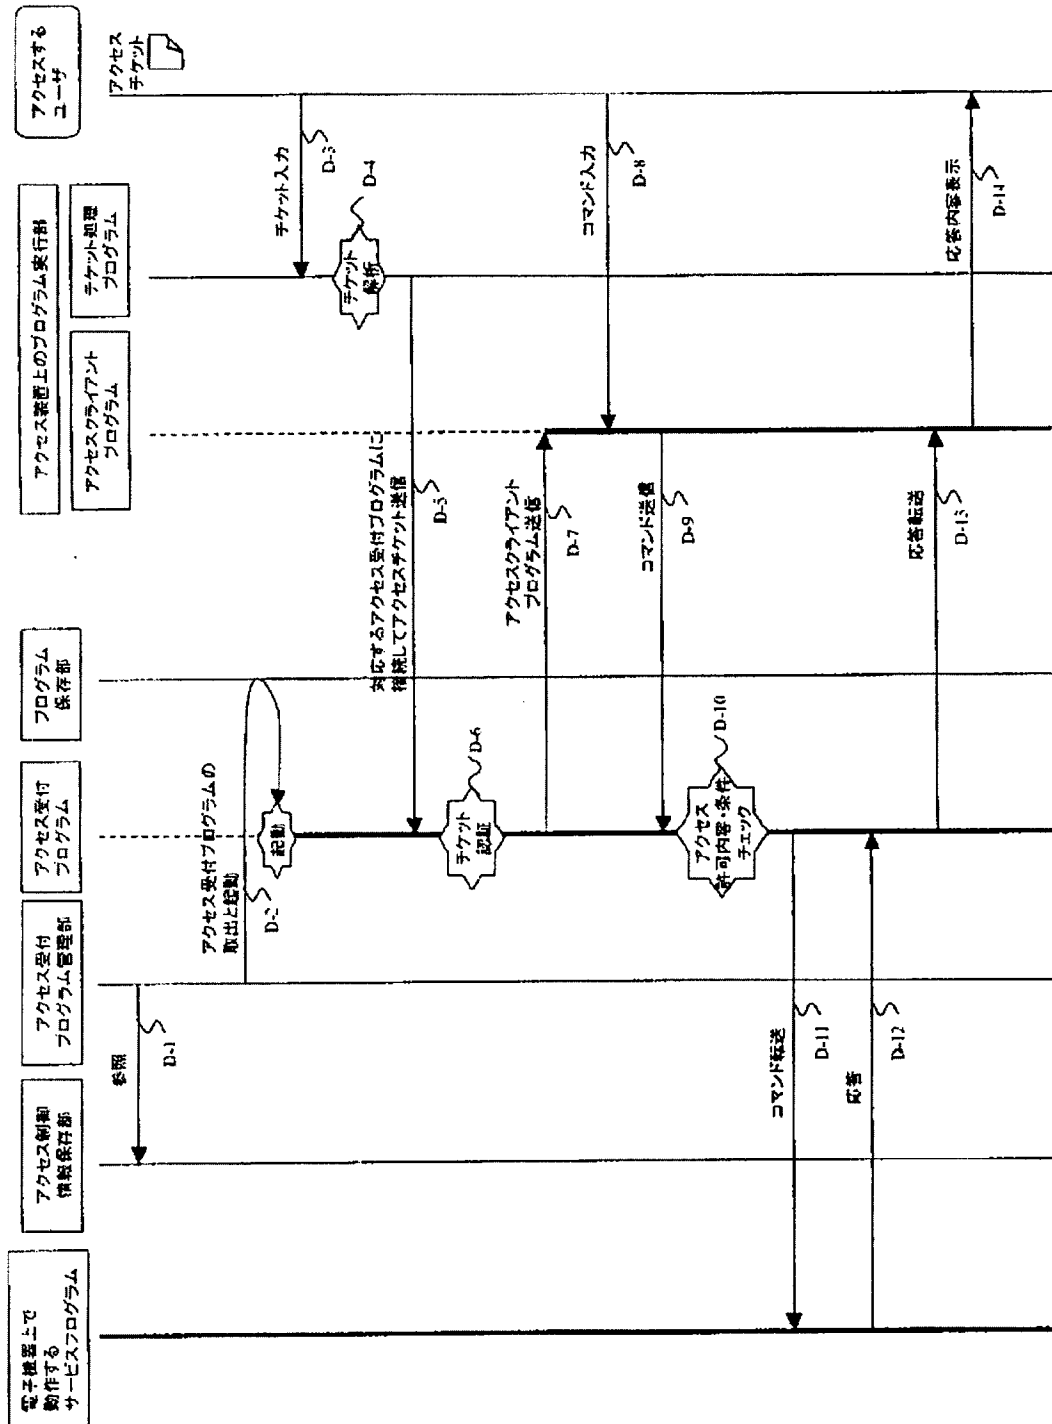 電子機器上で
動作する
サービスプログラム
アクセス制御
情報保存部
アクセス受付
プログラム管理部
アクセス受付
プログラム
プログラム
保存部
アクセス装置上のプログラム実行部
アクセスクライアント
プログラム
チケット処理
プログラム
アクセスする
ユーザ
アクセス
チケット
参照
D-1
アクセス受付プログラムの
取出と起動
D-2
起動
チケット入力
D-3
チケット
解析
D-4
対応するアクセス受付プログラムに
接続してアクセスチケット送信
D-5
チケット
認証
D-6
アクセスクライアント
プログラム送信
D-7
コマンド入力
D-8
コマンド送信
D-9
アクセス
許可内容・条件
チェック
D-10
コマンド転送
D-11
応答
D-12
応答転送
D-13
応答内容表示
D-14